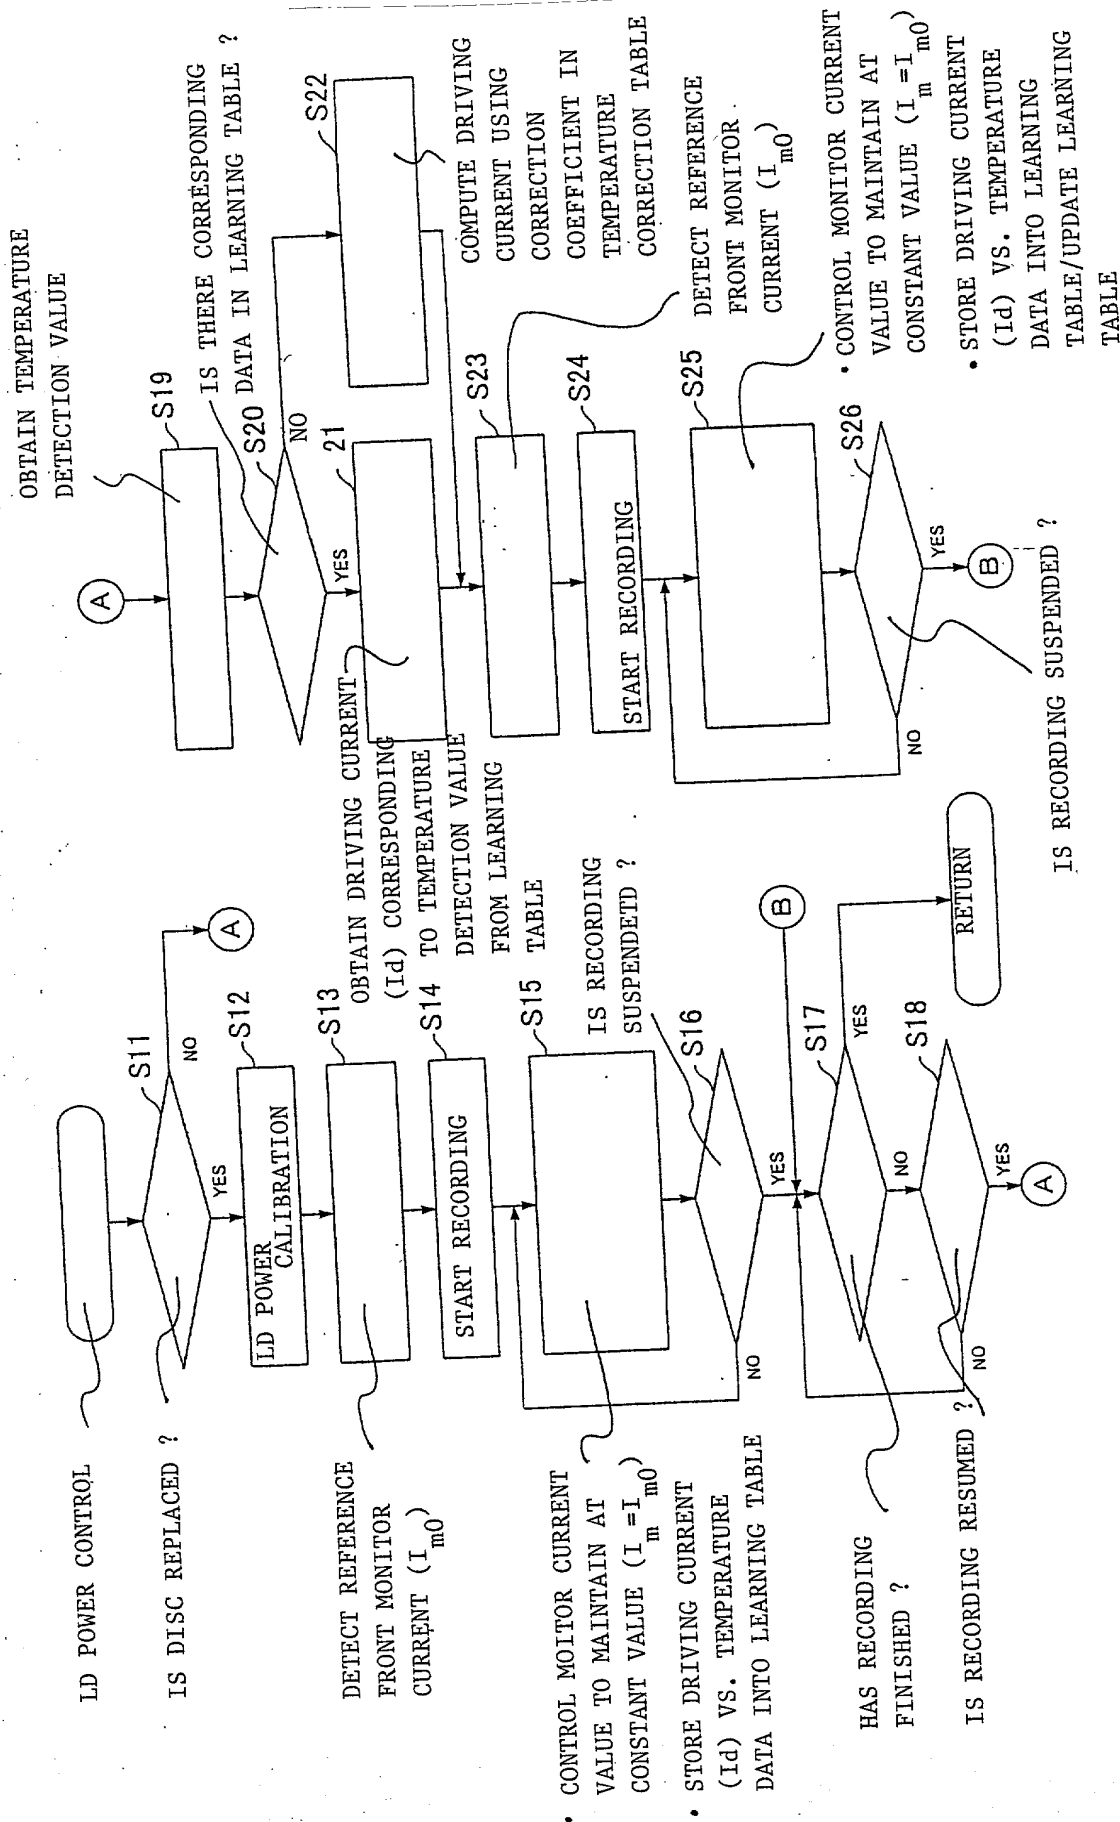 LD POWER CONTROL
IS DISC REPLACED ?
S11
NO
A
YES
S12
LD POWER
CALIBRATION
S13
DETECT REFERENCE
FRONT MONITOR
CURRENT (Im0)
S14
START RECORDING
S15
• CONTROL MOITOR CURRENT
VALUE TO MAINTAIN AT
CONSTANT VALUE (Im=Im0)
• STORE DRIVING CURRENT
(Id) VS. TEMPERATURE
DATA INTO LEARNING TABLE
IS RECORDING
SUSPENDETD ?
S16
NO
YES
B
S17
HAS RECORDING
FINISHED ?
YES
NO
RETURN
S18
IS RECORDING RESUMED ?
NO
YES
A
A
OBTAIN TEMPERATURE
DETECTION VALUE
S19
IS THERE CORRESPONDING
DATA IN LEARNING TABLE ?
S20
NO
YES
21
OBTAIN DRIVING CURRENT
(Id) CORRESPONDING
TO TEMPERATURE
DETECTION VALUE
FROM LEARNING
TABLE
S22
COMPUTE DRIVING
CURRENT USING
CORRECTION
COEFFICIENT IN
TEMPERATURE
CORRECTION TABLE
S23
DETECT REFERENCE
FRONT MONITOR
CURRENT (Im0)
S24
START RECORDING
S25
• CONTROL MONITOR CURRENT
VALUE TO MAINTAIN AT
CONSTANT VALUE (Im=Im0)
• STORE DRIVING CURRENT
(Id) VS. TEMPERATURE
DATA INTO LEARNING
TABLE/UPDATE LEARNING
TABLE
S26
NO
YES
B
IS RECORDING SUSPENDED ?